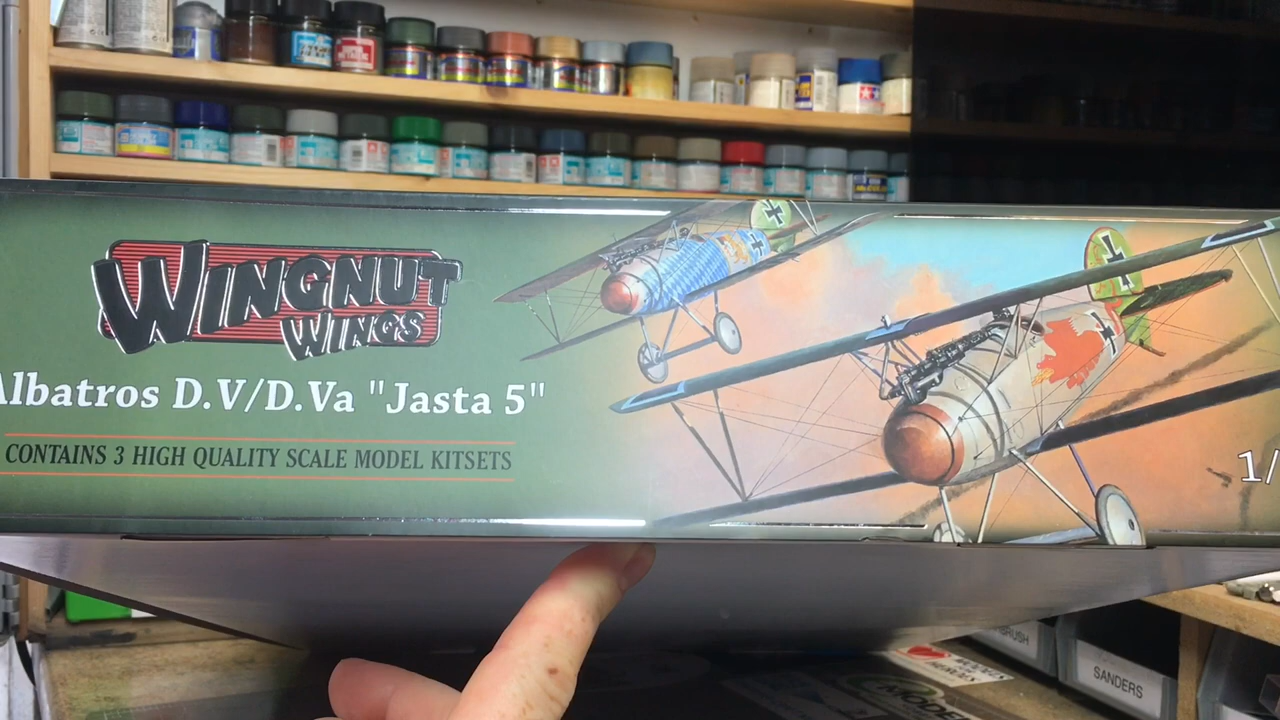 WINGNUT
WINGS
Albatros D.V/D.Va "Jasta 5"
CONTAINS 3 HIGH QUALITY SCALE MODEL KITSETS
1/
SANDERS